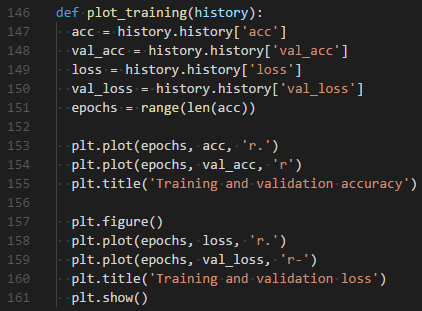 146 def plot_training(history):
147   acc = history.history['acc']
148   val_acc = history.history['val_acc']
149   loss = history.history['loss']
150   val_loss = history.history['val_loss']
151   epochs = range(len(acc))
152
153   plt.plot(epochs, acc, 'r.')
154   plt.plot(epochs, val_acc, 'r')
155   plt.title('Training and validation accuracy')
156
157   plt.figure()
158   plt.plot(epochs, loss, 'r.')
159   plt.plot(epochs, val_loss, 'r-')
160   plt.title('Training and validation loss')
161   plt.show()